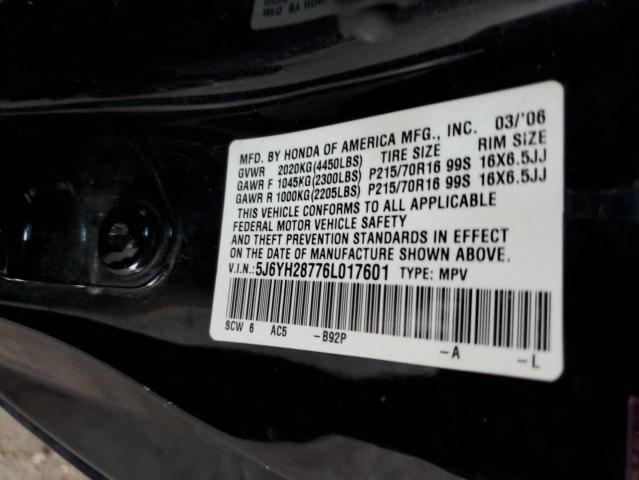 MFD. BY HONDA OF AMERICA MFG., INC. 03/'06
GVWR 2020KG(4450LBS) TIRE SIZE RIM SIZE
GAWR F 1045KG(2300LBS) P215/70R16 99S 16X6.5JJ
GAWR R 1000KG(2205LBS) P215/70R16 99S 16X6.5JJ
THIS VEHICLE CONFORMS TO ALL APPLICABLE
FEDERAL MOTOR VEHICLE SAFETY
AND THEFT PREVENTION STANDARDS IN EFFECT
ON THE DATE OF MANUFACTURE SHOWN ABOVE.
V.I.N.:5J6YH28776L017601 TYPE: MPV
SCW 6 AC5 -B92P -A -L